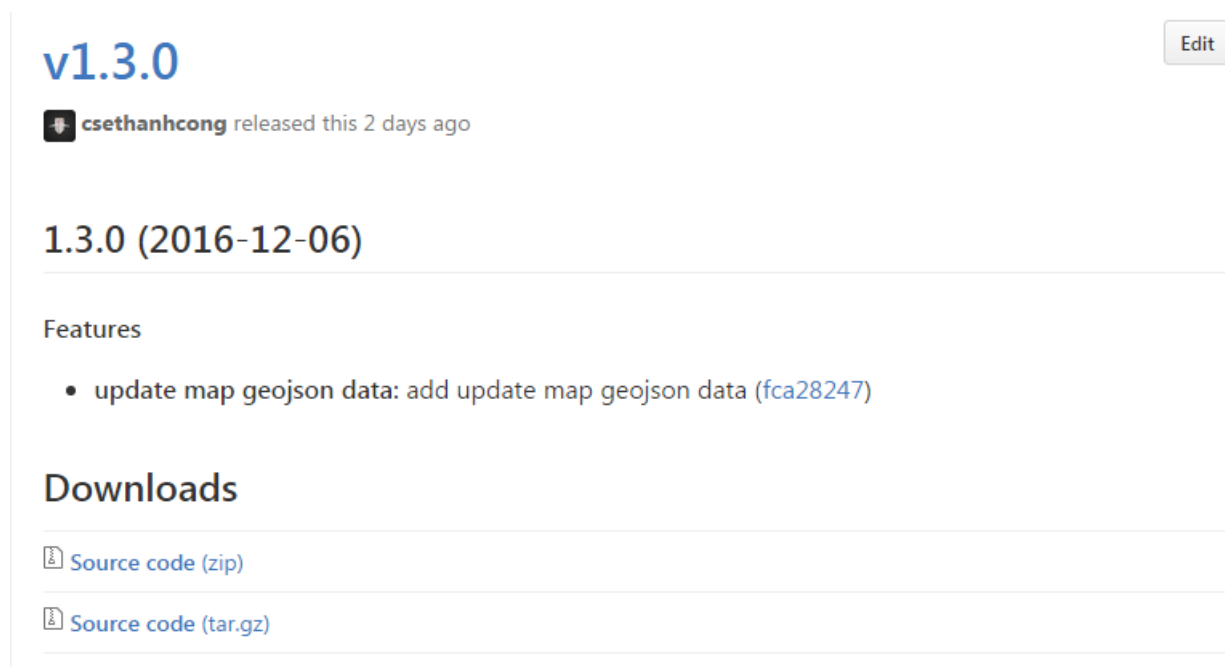 v1.3.0
Edit
csethanhcong released this 2 days ago
1.3.0 (2016-12-06)
Features
• update map geojson data: add update map geojson data (fca28247)
Downloads
Source code (zip)
Source code (tar.gz)